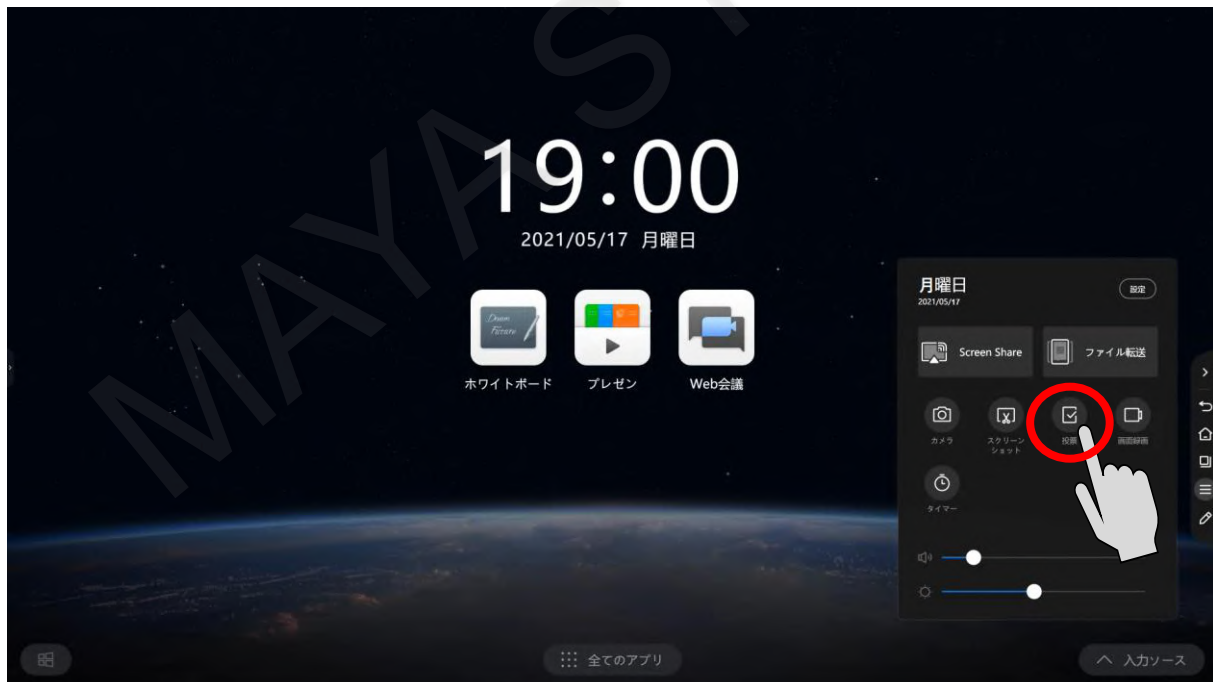 MAYA ST
19:00
2021/05/17 月曜日
Dream
Future
ホワイトボード
プレゼン
Web会議
月曜日
2021/05/17
設定
Screen Share
ファイル転送
カメラ
スクリーン
ショット
投票
画面録画
タイマー
全てのアプリ
入力ソース